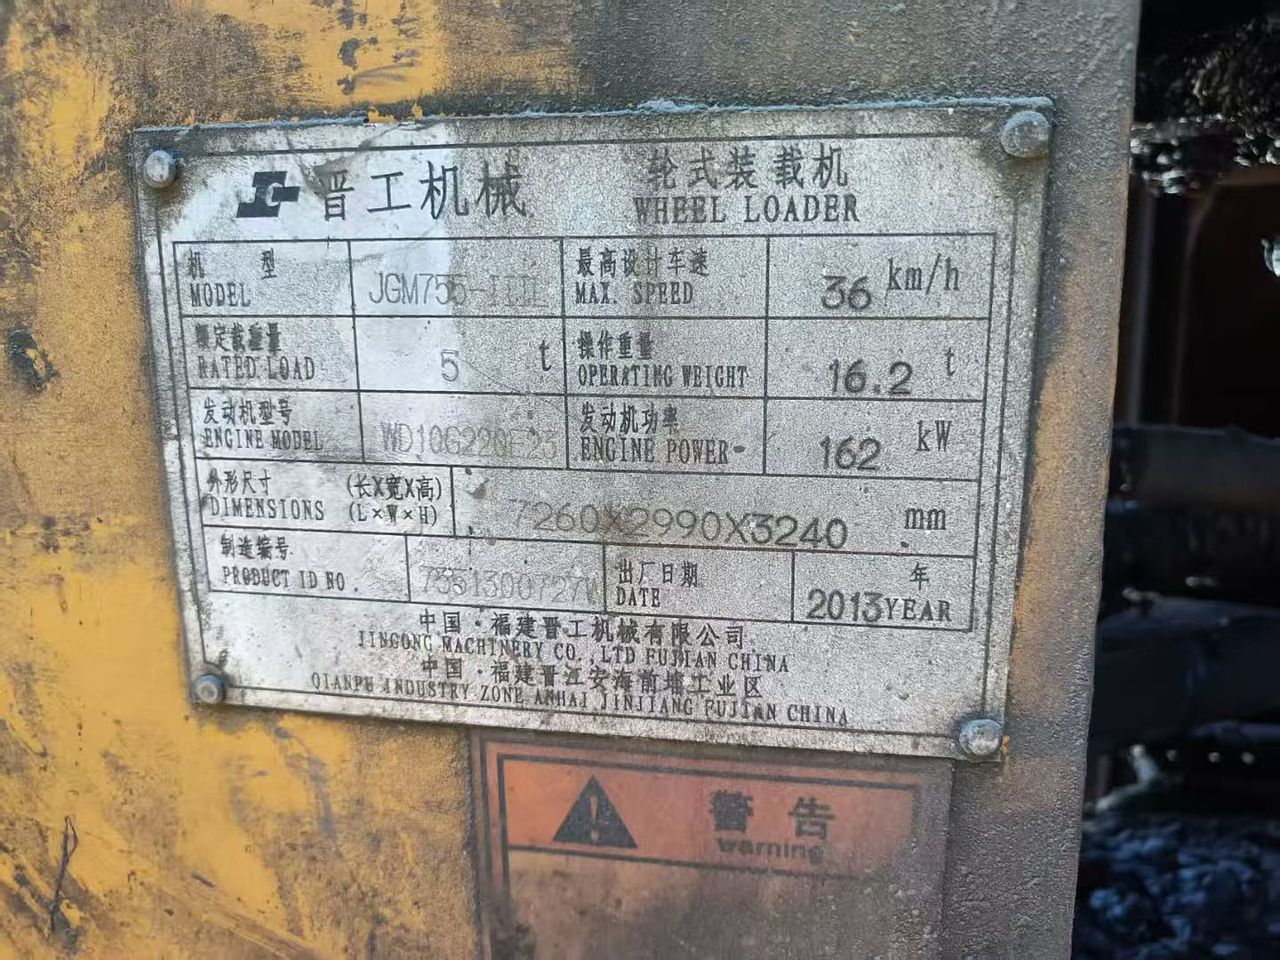 晋工机械 轮式装载机
WHEEL LOADER
机型 最高设计车速
MODEL MAX. SPEED 36 km/h
额定载重量 操作重量
RATED LOAD 5 t OPERATING WEIGHT 16.2 t
发动机型号 发动机功率
ENGINE MODEL WD10G220E23 ENGINE POWER 162 kW
外形尺寸 (长X宽X高)
DIMENSIONS (L×W×H) 7260X2990X3240 mm
制造编号 出厂日期 年
PRODUCT ID NO. DATE 2013 YEAR
中国·福建晋工机械有限公司
JINGONG MACHINERY CO.,LTD FUJIAN CHINA
中国·福建晋江安海前埔工业区
QIANPU INDUSTRY ZONE ANHAI JINJIANG FUJIAN CHINA
警告
warning